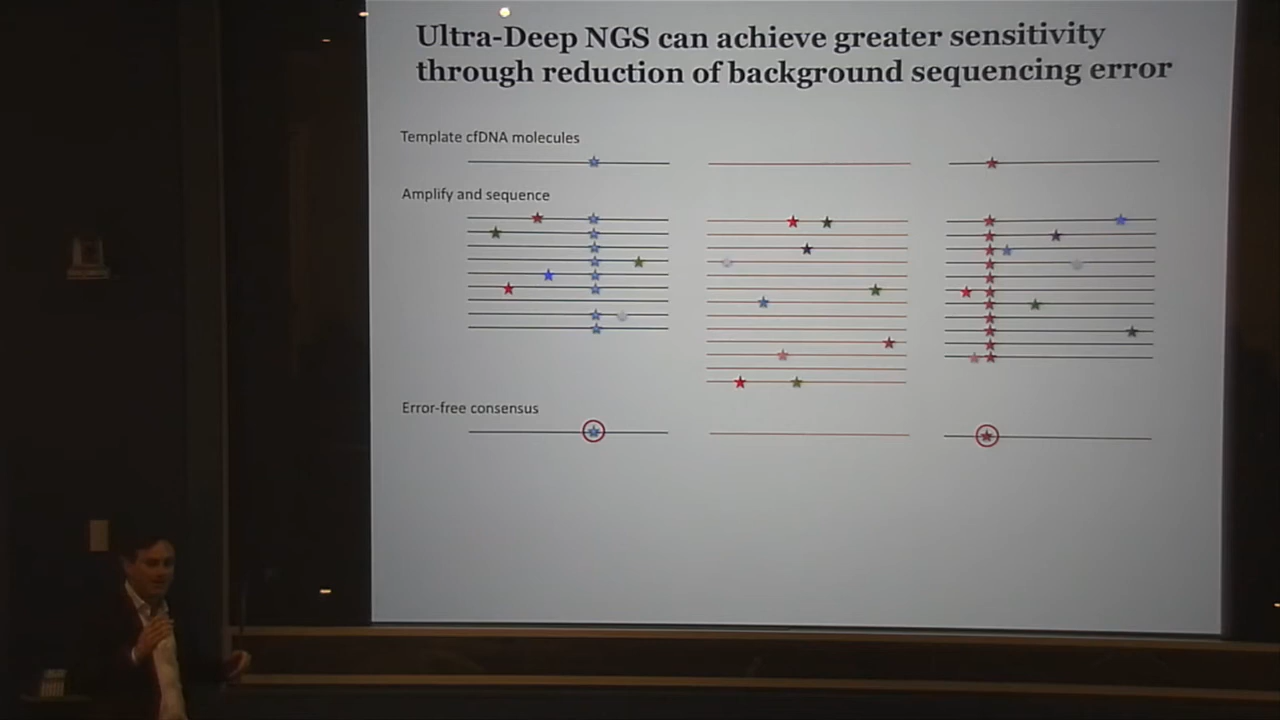 Ultra-Deep NGS can achieve greater sensitivity
through reduction of background sequencing error
Template cfDNA molecules
Amplify and sequence
Error-free consensus